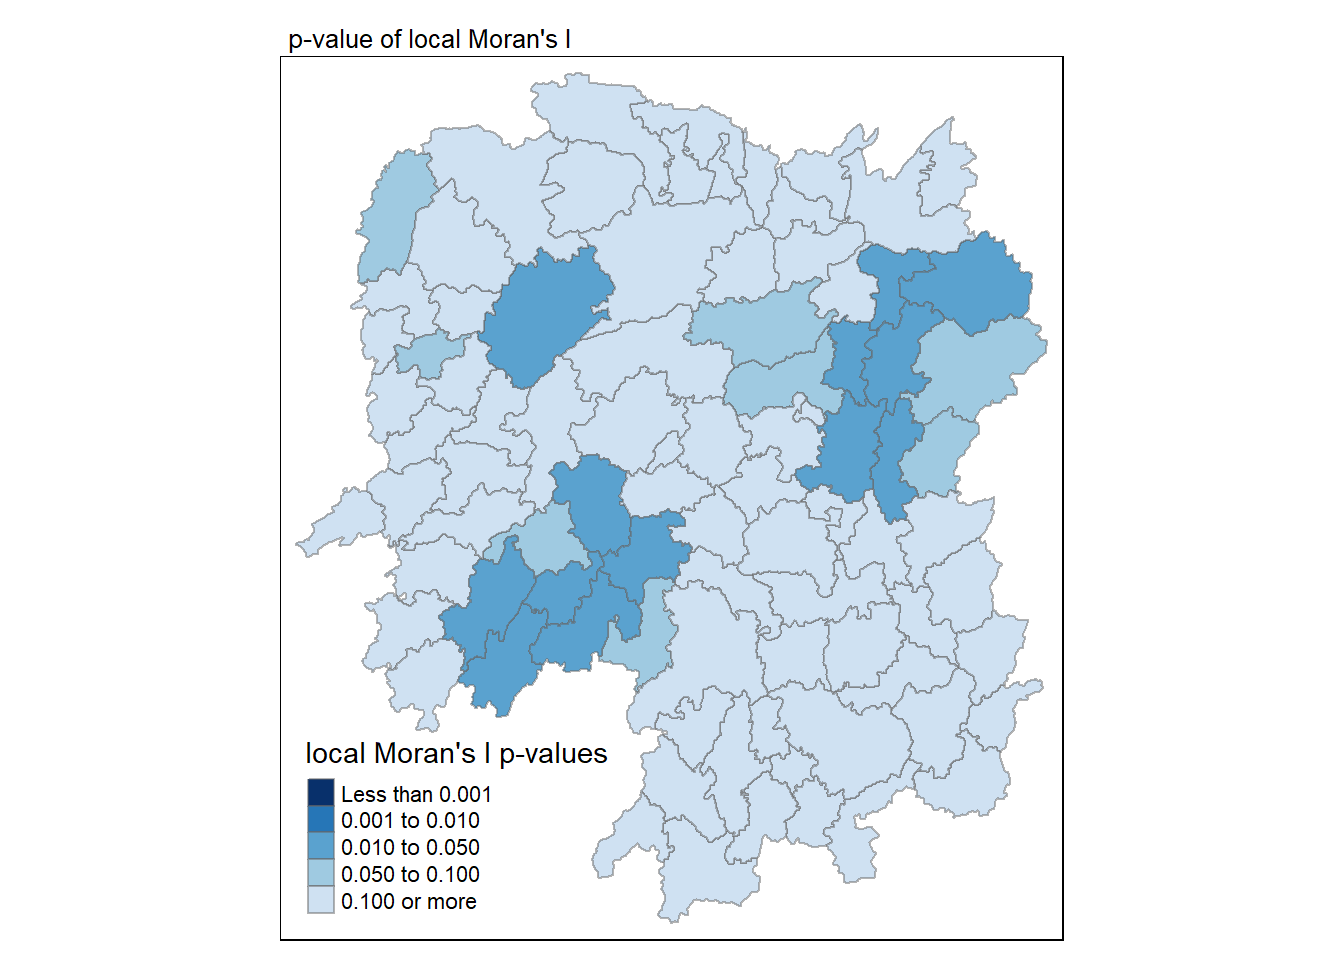 p-value of local Moran's I
local Moran's I p-values
Less than 0.001
0.001 to 0.010
0.010 to 0.050
0.050 to 0.100
0.100 or more